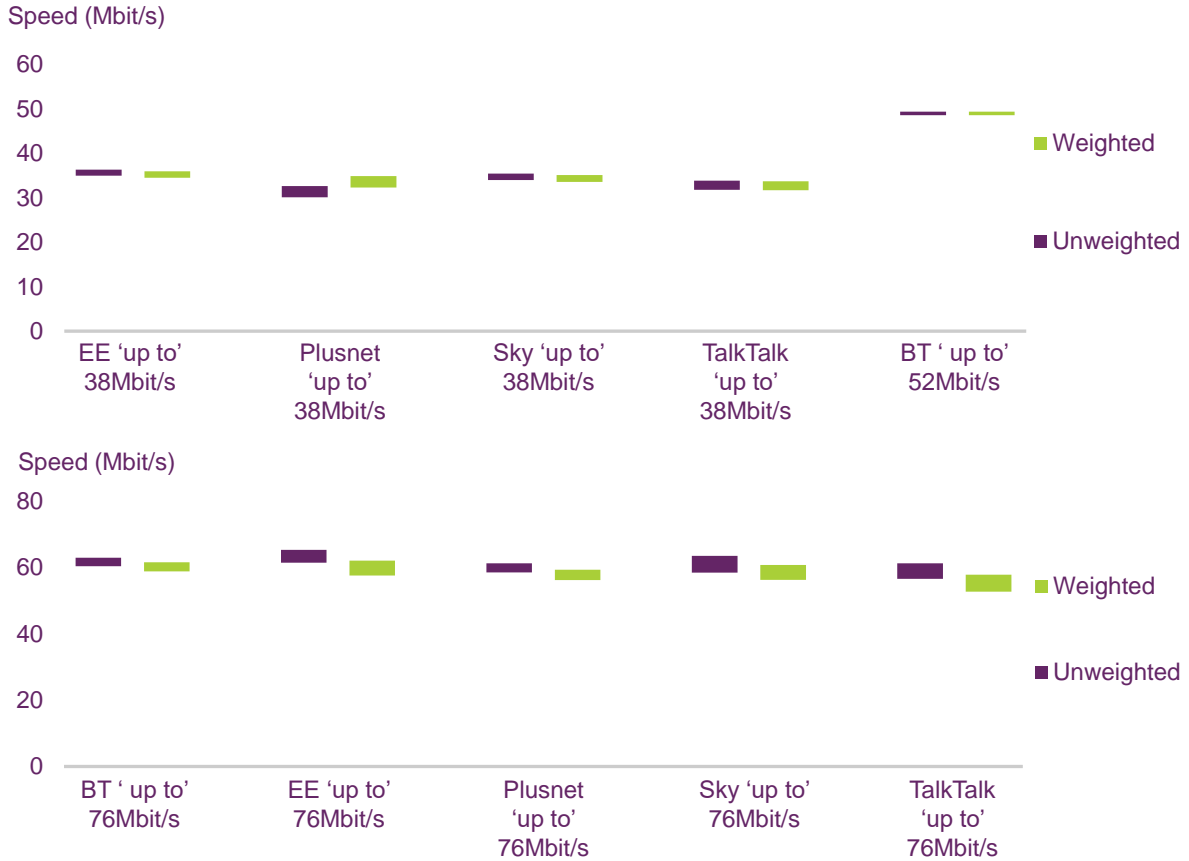 Speed (Mbit/s)
60
50
40
30
20
10
0
Weighted
Unweighted
EE ‘up to’
38Mbit/s
Plusnet
‘up to’
38Mbit/s
Sky ‘up to’
38Mbit/s
TalkTalk
‘up to’
38Mbit/s
BT ‘ up to’
52Mbit/s
Speed (Mbit/s)
80
60
40
20
0
Weighted
Unweighted
BT ‘ up to’
76Mbit/s
EE ‘up to’
76Mbit/s
Plusnet
‘up to’
76Mbit/s
Sky ‘up to’
76Mbit/s
TalkTalk
‘up to’
76Mbit/s